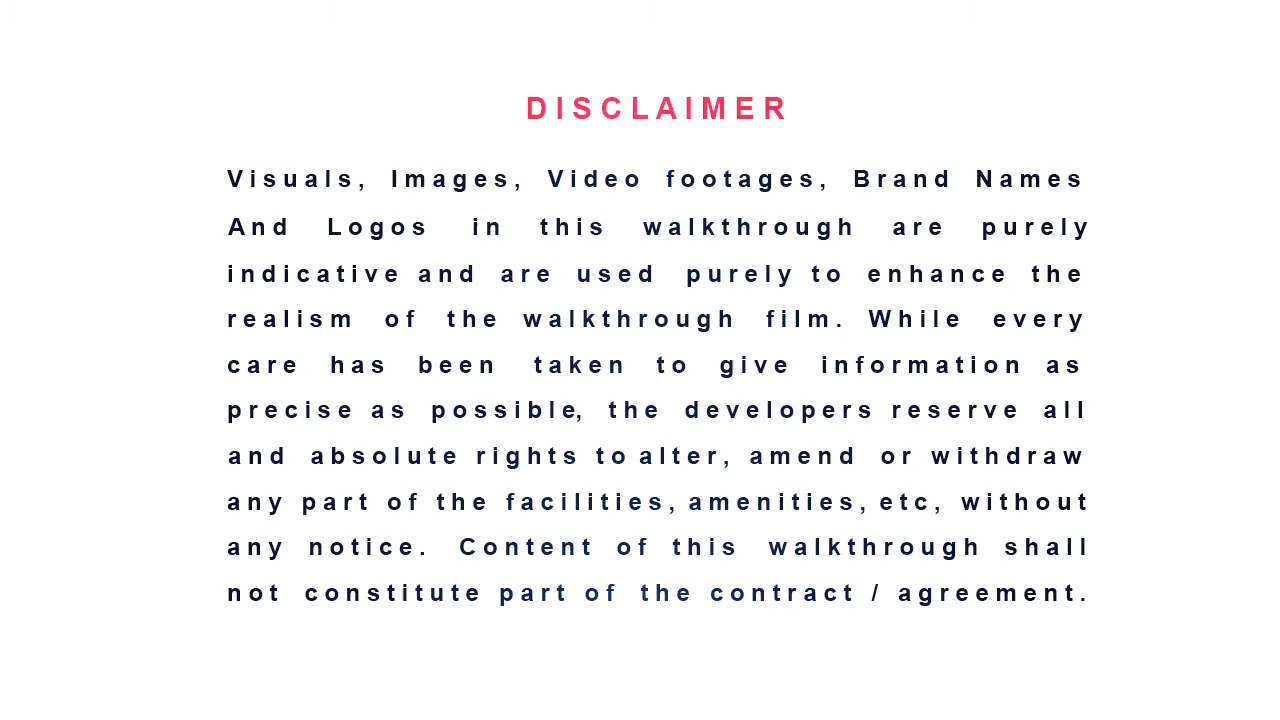 DISCLAIMER
Visuals, Images, Video footages, Brand Names
And Logos in this walkthrough are purely
indicative and are used purely to enhance the
realism of the walkthrough film. While every
care has been taken to give information as
precise as possible, the developers reserve all
and absolute rights to alter, amend or withdraw
any part of the facilities, amenities, etc, without
any notice. Content of this walkthrough shall
not constitute part of the contract / agreement.